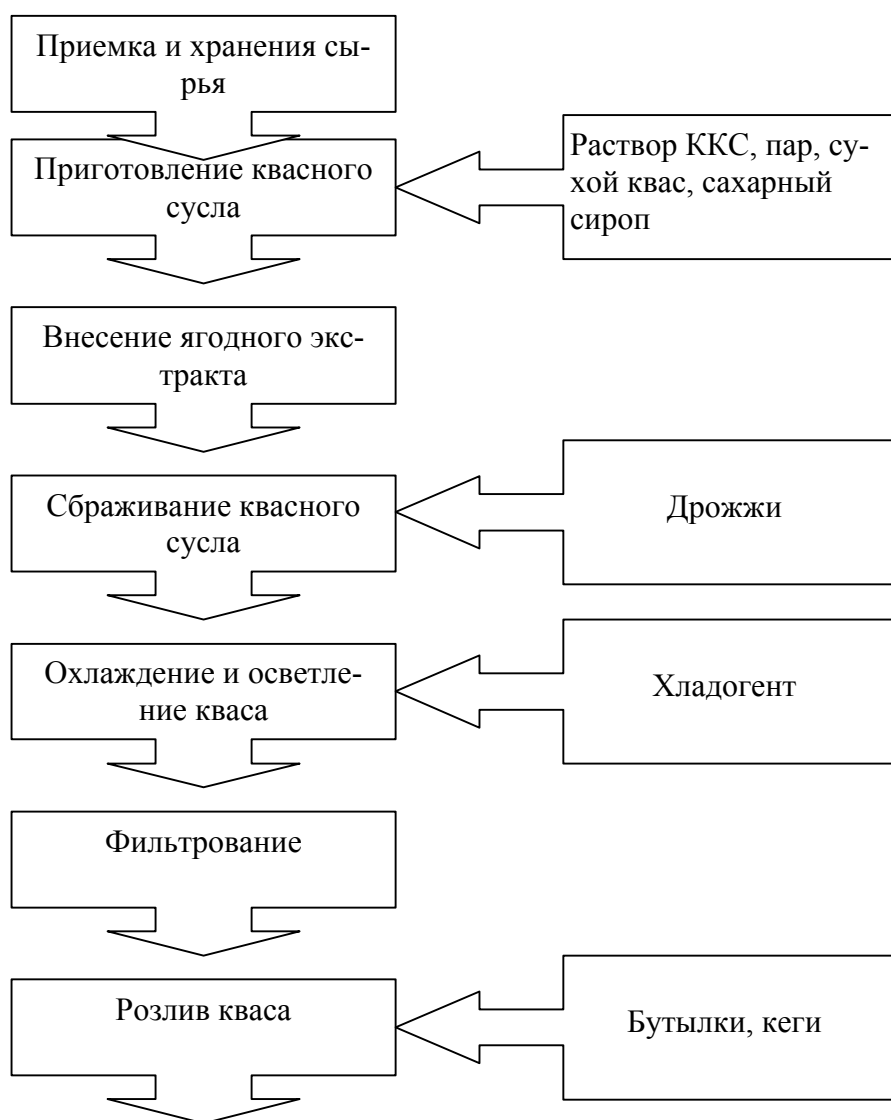 Приемка и хранения сы-
рья
Приготовление квасного
сусла
Раствор ККС, пар, су-
хой квас, сахарный
сироп
Внесение ягодного экс-
тракта
Сбраживание квасного
сусла
Дрожжи
Охлаждение и осветле-
ние кваса
Хладогент
Фильтрование
Розлив кваса
Бутылки, кеги